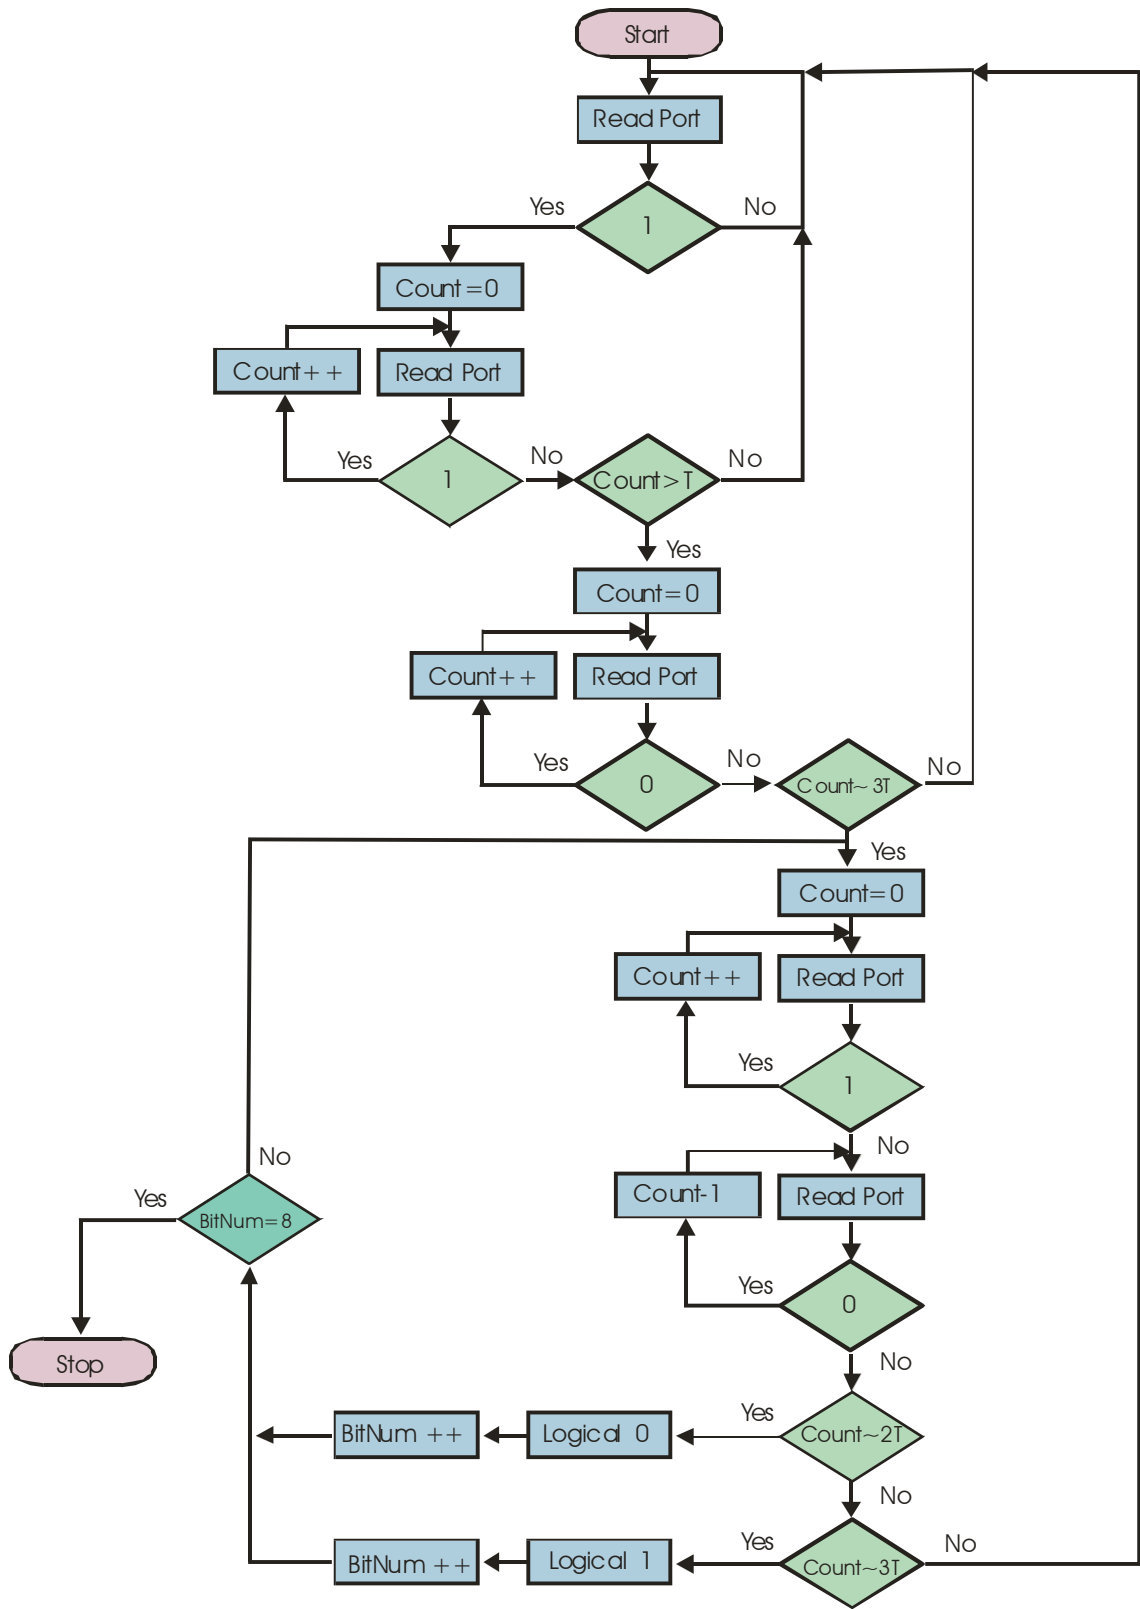 Start
Read Port
Yes
1
No
Count=0
Count++
Read Port
Yes
1
No
Count>T
No
Yes
Count=0
Count++
Read Port
Yes
0
No
Count~3T
No
Yes
Count=0
Count++
Read Port
Yes
1
No
Count-1
Read Port
No
Yes
BitNum=8
Yes
0
Stop
No
BitNum ++
Logical 0
Yes
Count~2T
No
BitNum ++
Logical 1
Yes
Count~3T
No